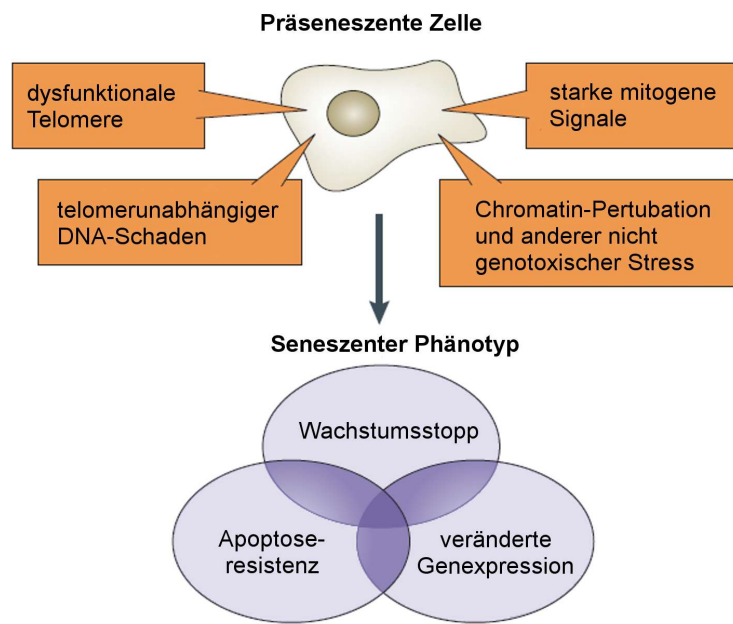 Präseneszente Zelle
dysfunktionale
Telomere
starke mitogene
Signale
telomerunabhängiger
DNA-Schaden
Chromatin-Pertubation
und anderer nicht
genotoxischer Stress
Seneszenter Phänotyp
Wachstumsstopp
Apoptose-
resistenz
veränderte
Genexpression